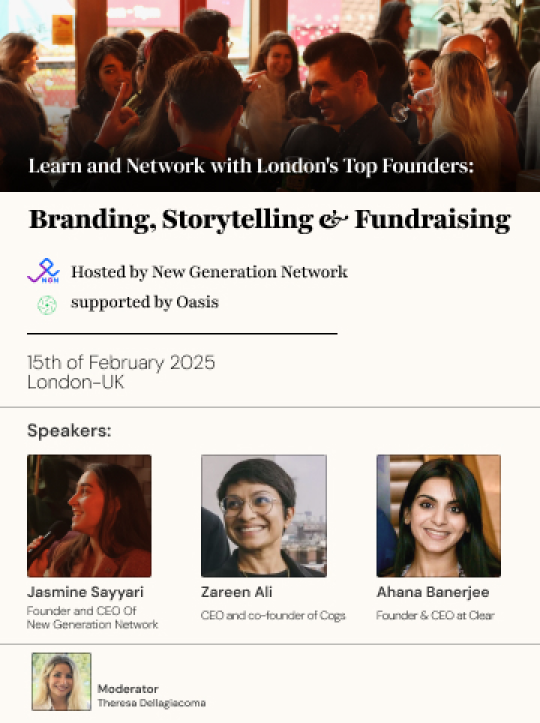 Learn and Network with London's Top Founders:
Branding, Storytelling & Fundraising
NGN
Hosted by New Generation Network
supported by Oasis
15th of February 2025
London-UK
Speakers:
Jasmine Sayyari
Founder and CEO Of
New Generation Network
Zareen Ali
CEO and co-founder of Cogs
Ahana Banerjee
Founder & CEO at Clear
Moderator
Theresa Dellagiacoma